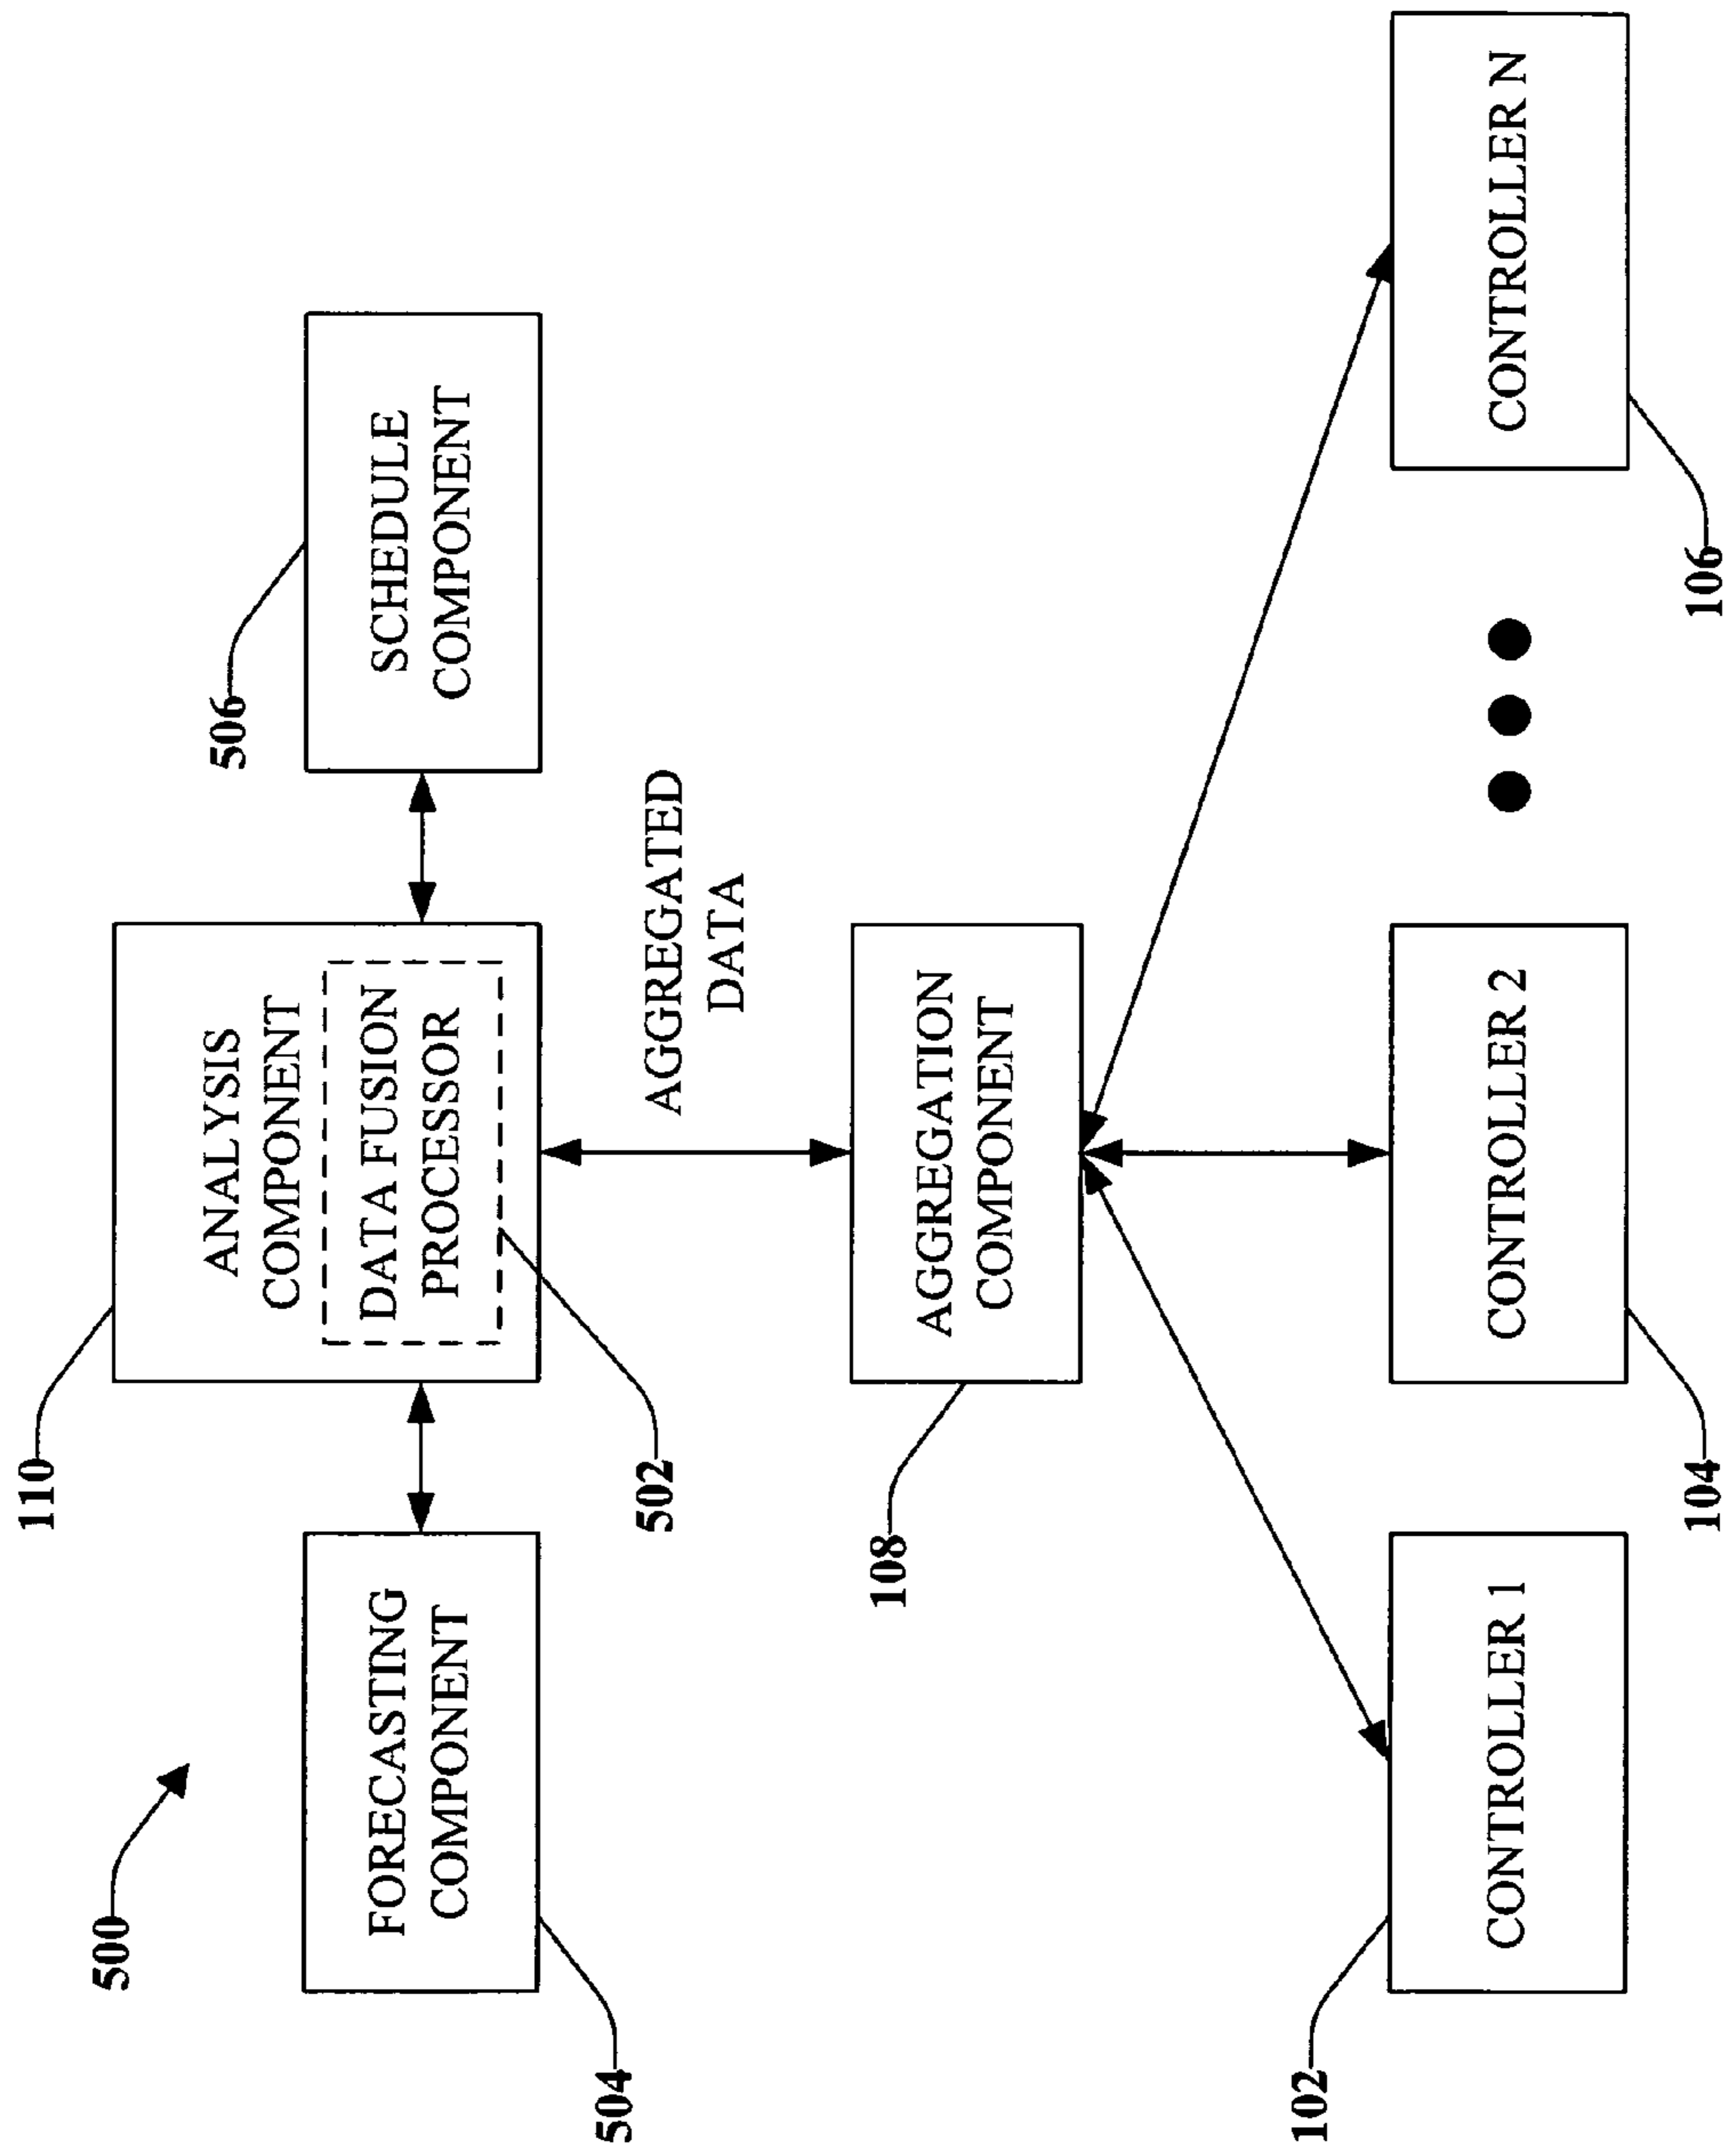 500
110
ANALYSIS
COMPONENT
DATA FUSION
PROCESSOR
502
506
FORECASTING
COMPONENT
504
SCHEDULE
COMPONENT
AGGREGATED
DATA
108
AGGREGATION
COMPONENT
102
CONTROLLER 1
CONTROLLER 2
104
CONTROLLER N
106